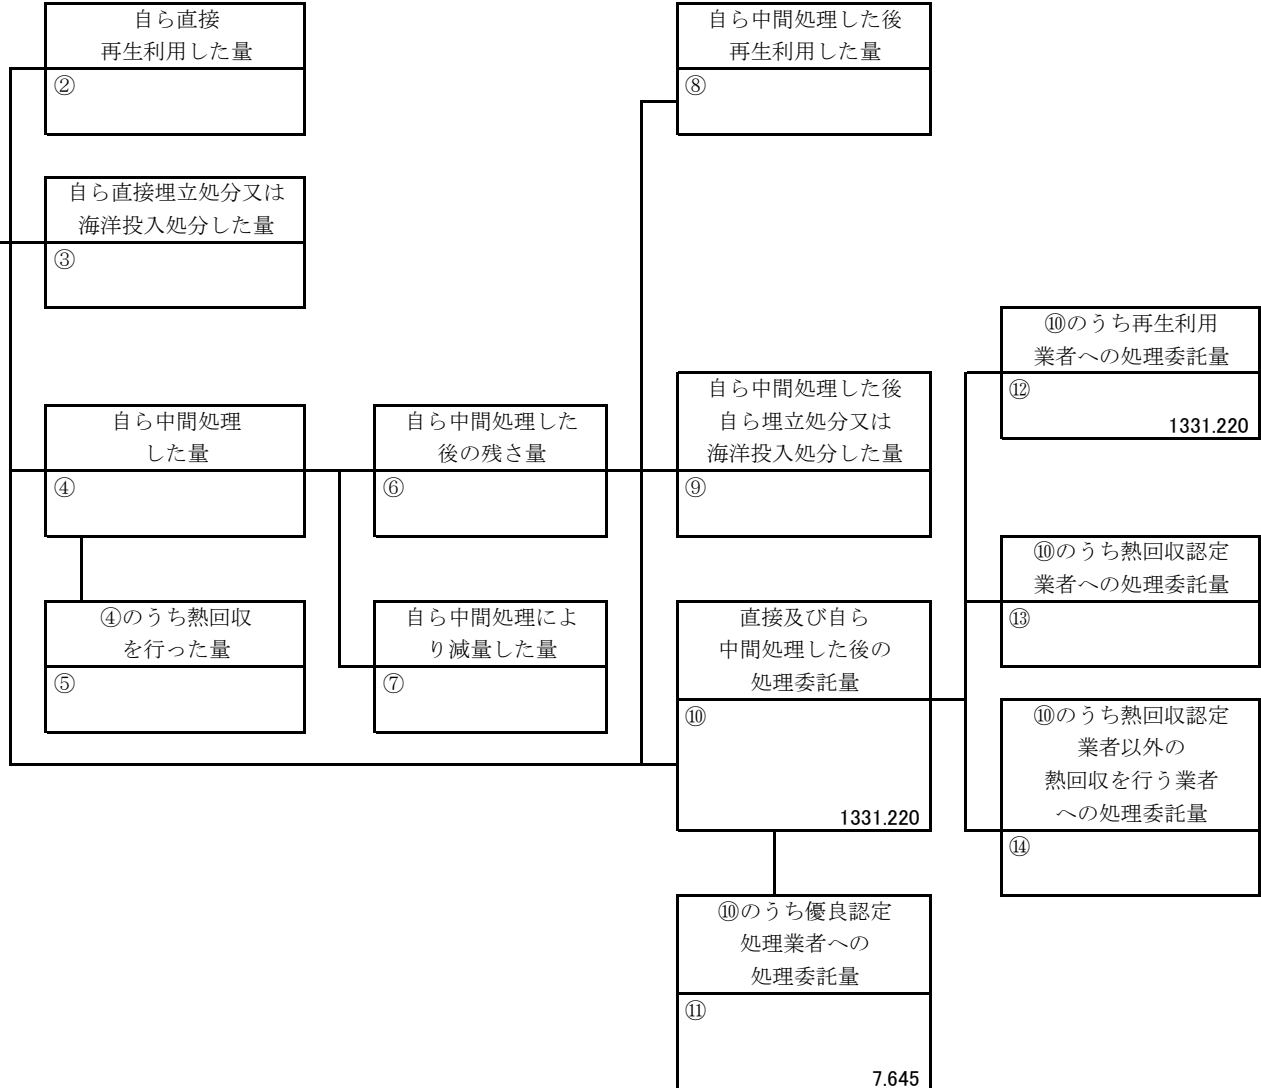 自ら直接
再生利用した量
②
自ら中間処理した後
再生利用した量
⑧
自ら直接埋立処分又は
海洋投入処分した量
③
⑩のうち再生利用
業者への処理委託量
⑫
1331.220
自ら中間処理
した量
④
自ら中間処理した
後の残さ量
⑥
自ら中間処理した後
自ら埋立処分又は
海洋投入処分した量
⑨
⑩のうち熱回収認定
業者への処理委託量
⑬
④のうち熱回収
を行った量
⑤
自ら中間処理によ
り減量した量
⑦
直接及び自ら
中間処理した後の
処理委託量
⑩
1331.220
⑩のうち熱回収認定
業者以外の
熱回収を行う業者
への処理委託量
⑭
⑩のうち優良認定
処理業者への
処理委託量
⑪
7.645